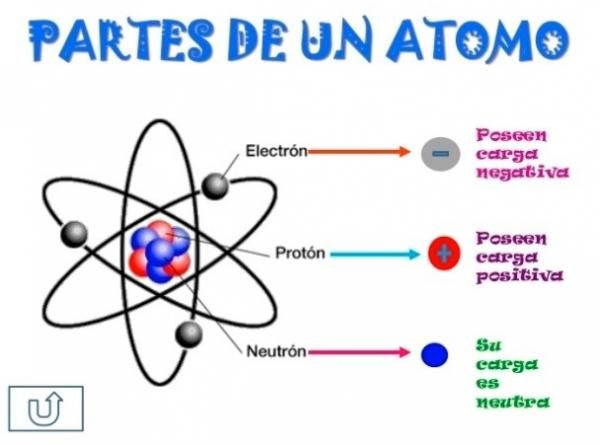 PARTES DE UN ATOMO
Electrón
-
Poseen
carga
negativa
Protón
+
Poseen
carga
positiva
Neutrón
Su
carga
es
neutra